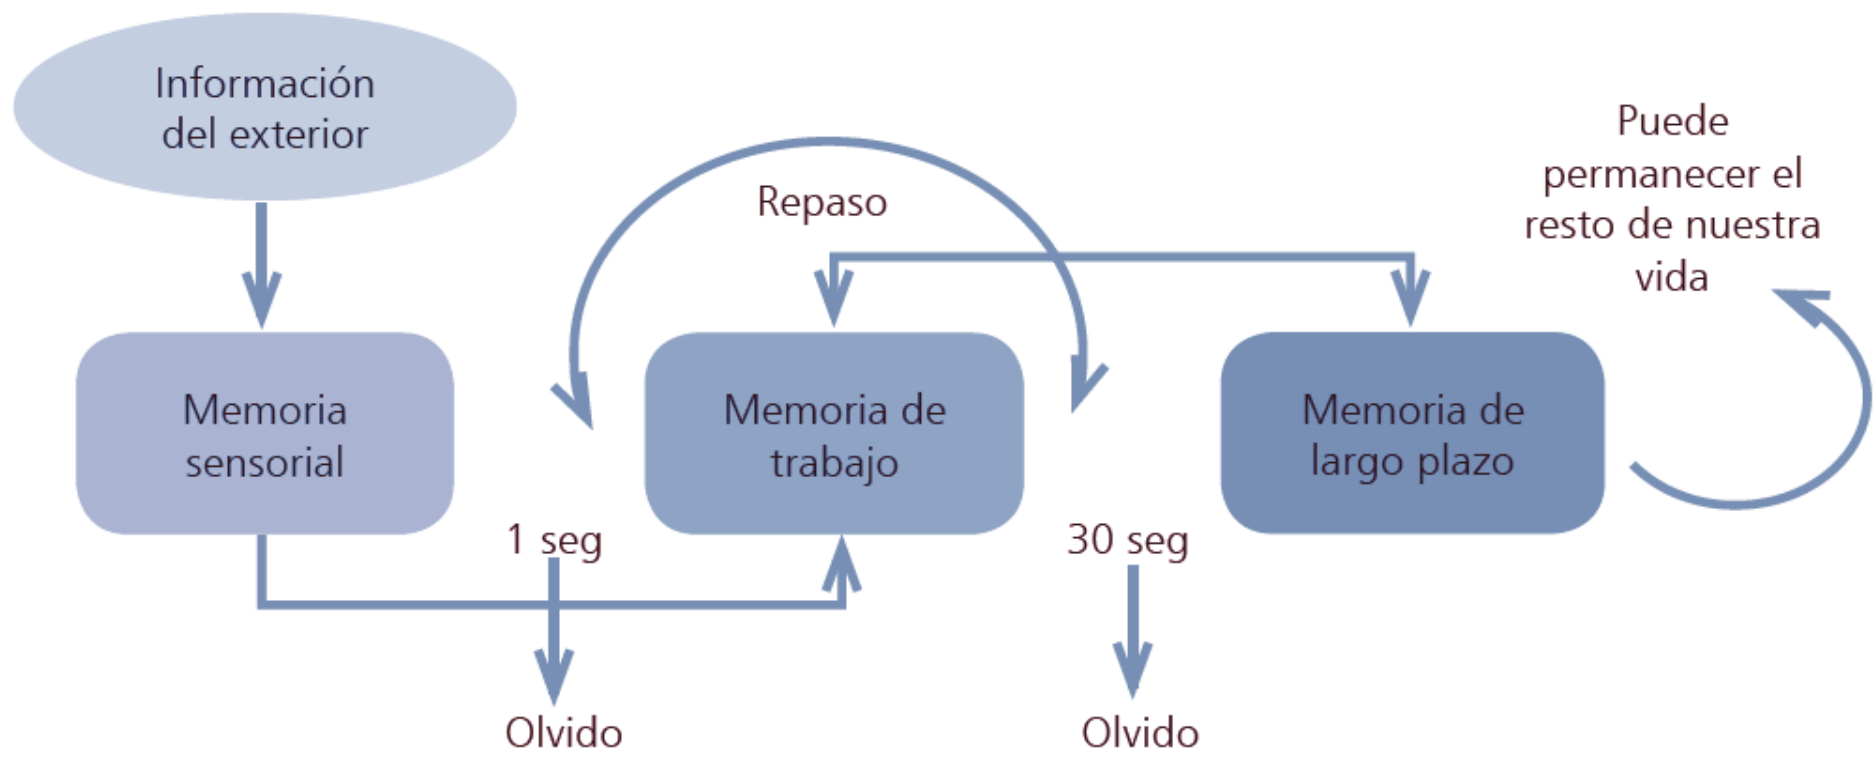 Información
del exterior
Repaso
Puede
permanecer el
resto de nuestra
vida
Memoria
sensorial
Memoria de
trabajo
Memoria de
largo plazo
1 seg
30 seg
Olvido
Olvido